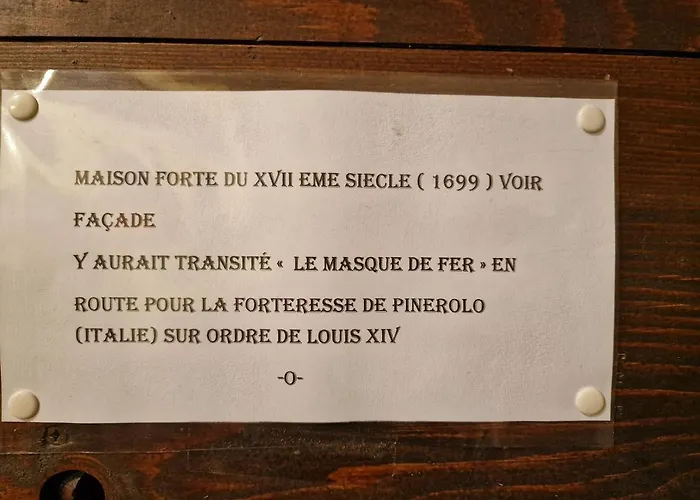 MAISON FORTE DU XVII EME SIECLE ( 1699 ) VOIR
FAÇADE
Y AURAIT TRANSITÉ « LE MASQUE DE FER » EN
ROUTE POUR LA FORTERESSE DE PINEROLO
(ITALIE) SUR ORDRE DE LOUIS XIV
-O-